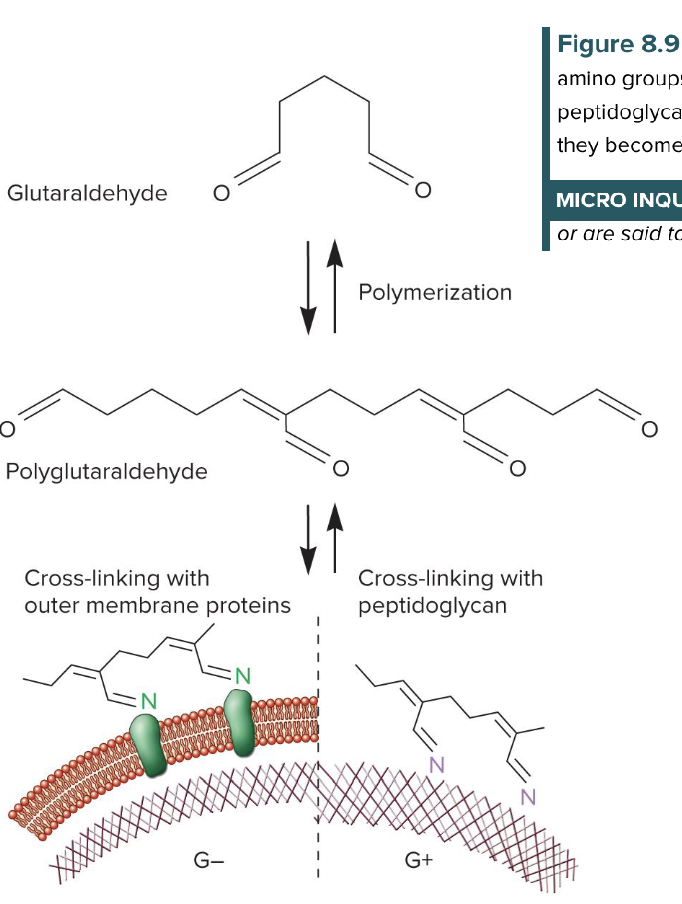 Figure 8.9
amino groups
peptidoglyca
they become
MICRO INQU
or are said to
O
O
Glutaraldehyde
Polymerization
O
O
O
O
Polyglutaraldehyde
Cross-linking with
outer membrane proteins
Cross-linking with
peptidoglycan
N
N
N
N
G–
G+